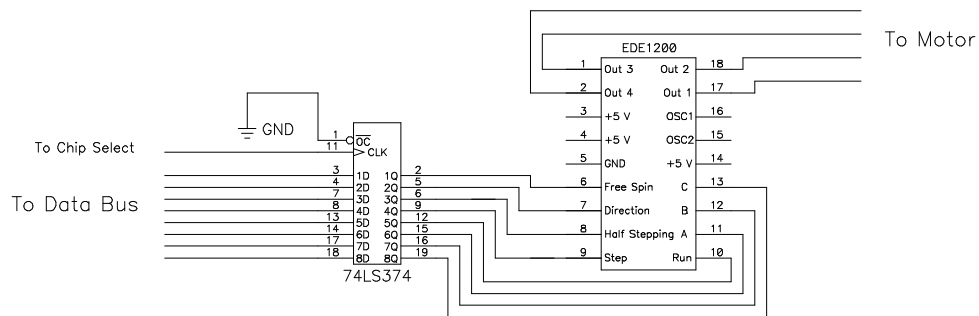 EDE1200
To Motor
1 Out 3 Out 2 18
2 Out 4 Out 1 17
3 +5 V OSC1 16
4 +5 V OSC2 15
5 GND +5 V 14
6 Free Spin C 13
7 Direction B 12
8 Half Stepping A 11
9 Step Run 10
GND
1 OC
To Chip Select
11 CLK
To Data Bus
3 1D 1Q 2
4 2D 2Q 5
7 3D 3Q 6
8 4D 4Q 9
13 5D 5Q 12
14 6D 6Q 15
17 7D 7Q 16
18 8D 8Q 19
74LS374